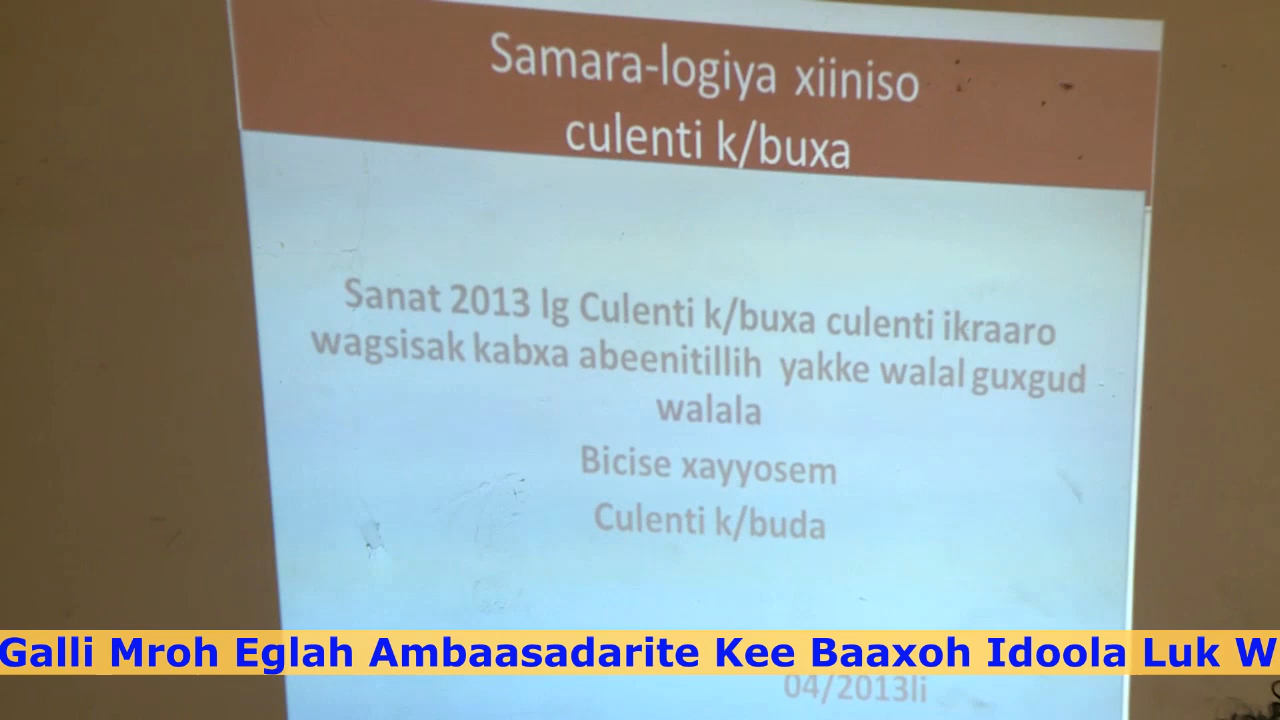 Samara-logiya xiiniso
culenti k/buxa
Sanat 2013 lg Culenti k/buxa culenti ikraaro
wagsisak kabxa abeenitillih yakke walal guxgud
walala
Bicise xayyosem
Culenti k/buda
Galli Mroh Eglah Ambaasadarite Kee Baaxoh Idoola Luk W
04/2013li